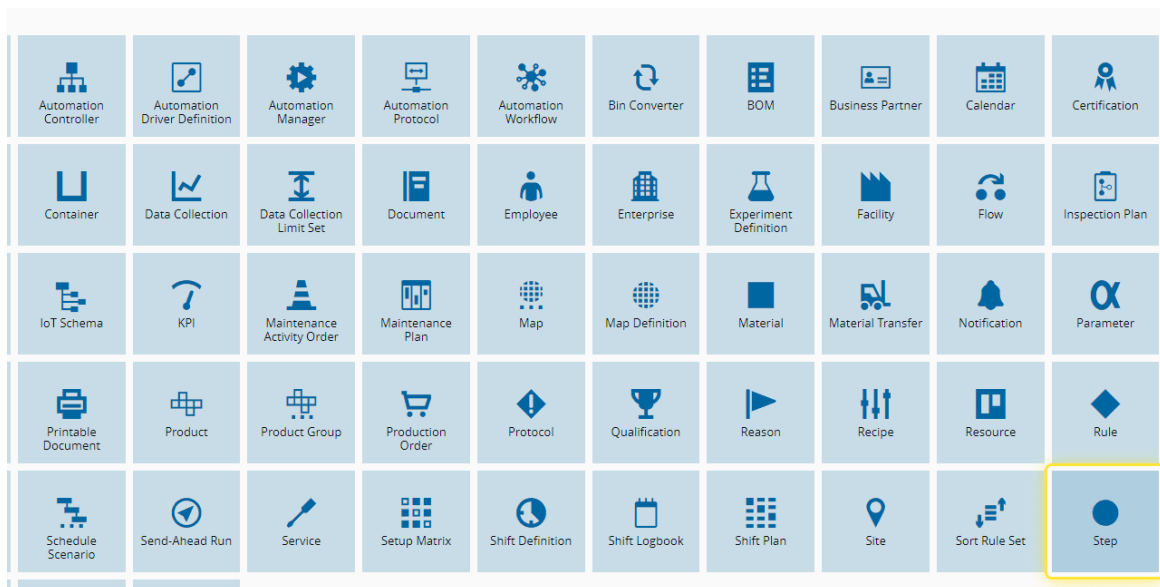 Automation
Controller
Automation
Driver Definition
Automation
Manager
Automation
Protocol
Automation
Workflow
Bin Converter
BOM
Business Partner
Calendar
Certification
Container
Data Collection
Data Collection
Limit Set
Document
Employee
Enterprise
Experiment
Definition
Facility
Flow
Inspection Plan
IoT Schema
KPI
Maintenance
Activity Order
Maintenance
Plan
Map
Map Definition
Material
Material Transfer
Notification
Parameter
Printable
Document
Product
Product Group
Production
Order
Protocol
Qualification
Reason
Recipe
Resource
Rule
Schedule
Scenario
Send-Ahead Run
Service
Setup Matrix
Shift Definition
Shift Logbook
Shift Plan
Site
Sort Rule Set
Step